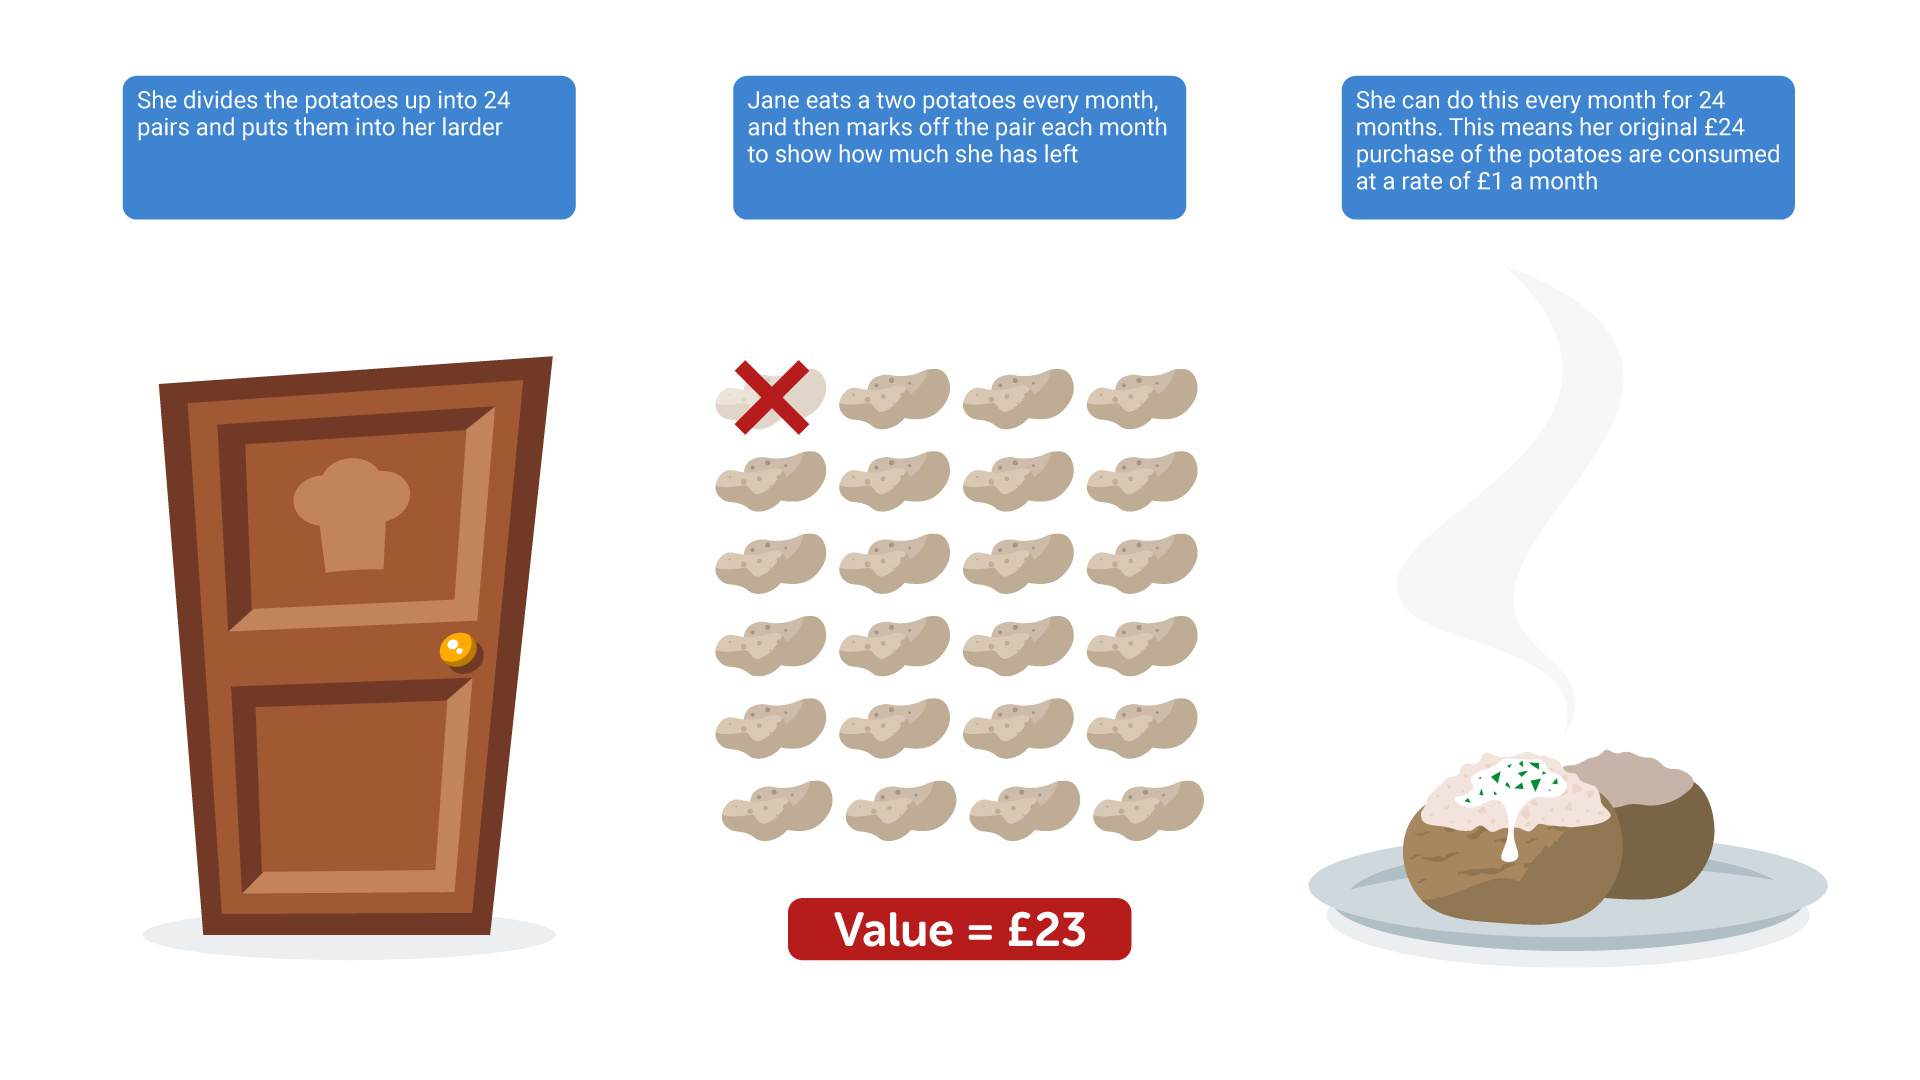 She divides the potatoes up into 24
pairs and puts them into her larder
Jane eats a two potatoes every month,
and then marks off the pair each month
to show how much she has left
She can do this every month for 24
months. This means her original £24
purchase of the potatoes are consumed
at a rate of £1 a month
Value = £23